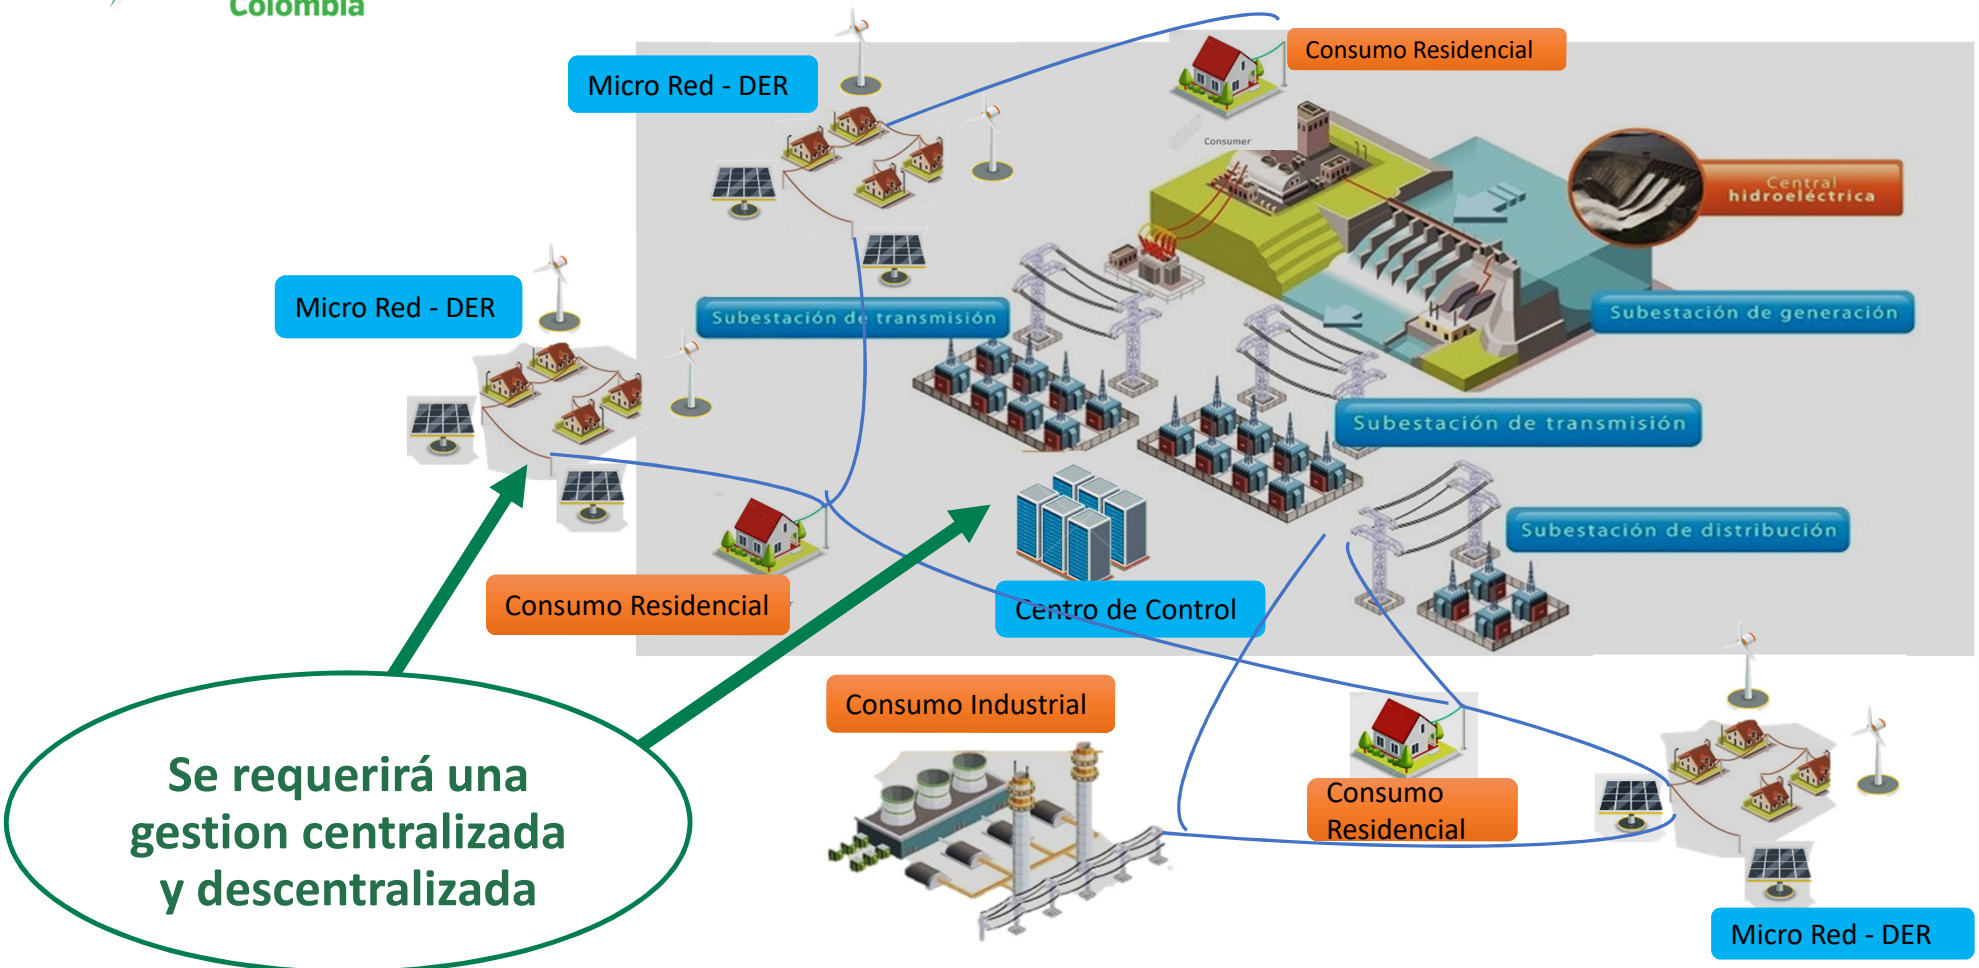 Colombia
Consumo Residencial
Micro Red - DER
Consumer
Central
hidroeléctrica
Micro Red - DER
Subestación de transmisión
Subestación de generación
Subestación de transmisión
Subestación de distribución
Consumo Residencial
Centro de Control
Consumo Industrial
Se requerirá una
gestion centralizada
y descentralizada
Consumo
Residencial
Micro Red - DER